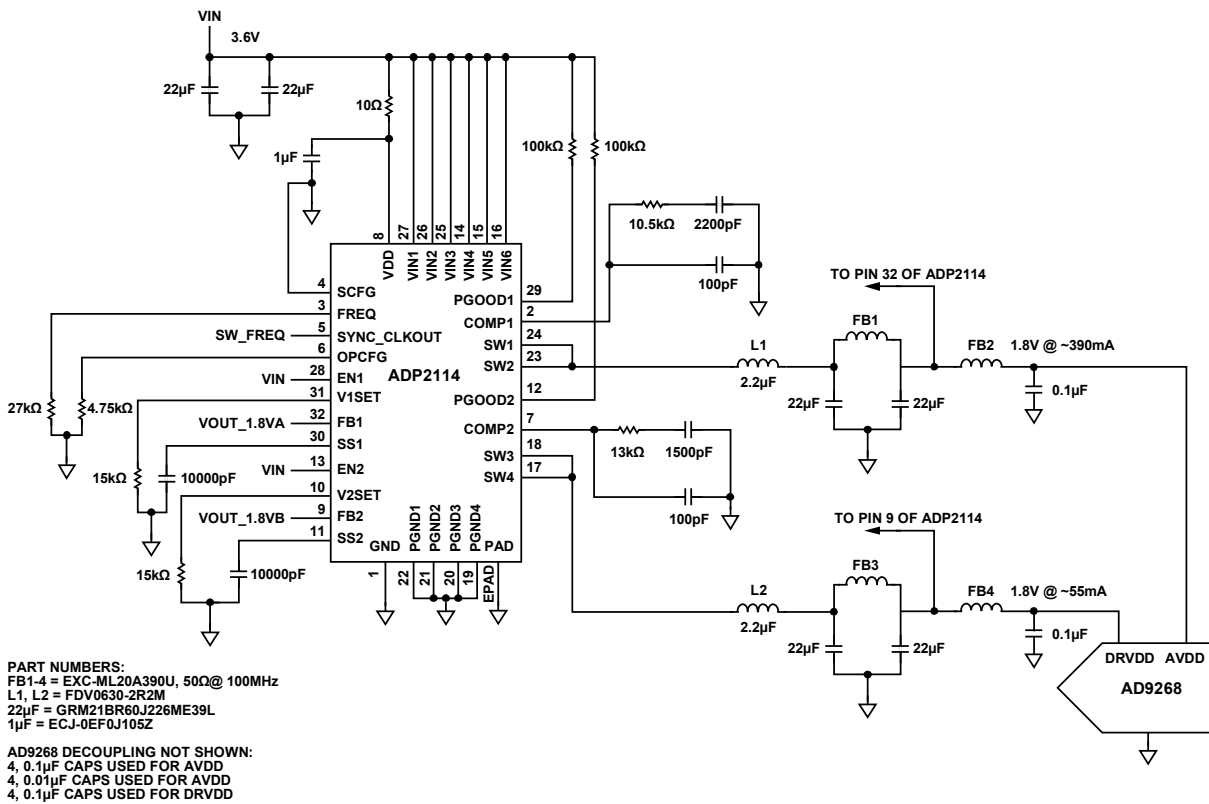 VIN
3.6V
22µF
22µF
10Ω
1µF
100kΩ
100kΩ
10.5kΩ
2200pF
100pF
8
27
26
25
14
15
16
VDD
VIN1
VIN2
VIN3
VIN4
VIN5
VIN6
4
SCFG
3
FREQ
SW_FREQ
5
SYNC_CLKOUT
6
OPCFG
VIN
28
EN1
31
V1SET
VOUT_1.8VA
32
FB1
30
SS1
VIN
13
EN2
10
V2SET
VOUT_1.8VB
9
FB2
11
SS2
ADP2114
29
PGOOD1
2
COMP1
24
SW1
23
SW2
12
PGOOD2
7
COMP2
18
SW3
17
SW4
GND
PGND1
PGND2
PGND3
PGND4
PAD
1
22
21
20
19
EPAD
27kΩ
4.75kΩ
15kΩ
10000pF
15kΩ
10000pF
13kΩ
1500pF
100pF
TO PIN 32 OF ADP2114
L1
2.2µF
FB1
22µF
22µF
FB2
1.8V @ ~390mA
0.1µF
TO PIN 9 OF ADP2114
L2
2.2µF
FB3
22µF
22µF
FB4
1.8V @ ~55mA
0.1µF
DRVDD AVDD
AD9268
PART NUMBERS:
FB1-4 = EXC-ML20A390U, 50Ω@ 100MHz
L1, L2 = FDV0630-2R2M
22µF = GRM21BR60J226ME39L
1µF = ECJ-0EF0J105Z
AD9268 DECOUPLING NOT SHOWN:
4, 0.1µF CAPS USED FOR AVDD
4, 0.01µF CAPS USED FOR AVDD
4, 0.1µF CAPS USED FOR DRVDD